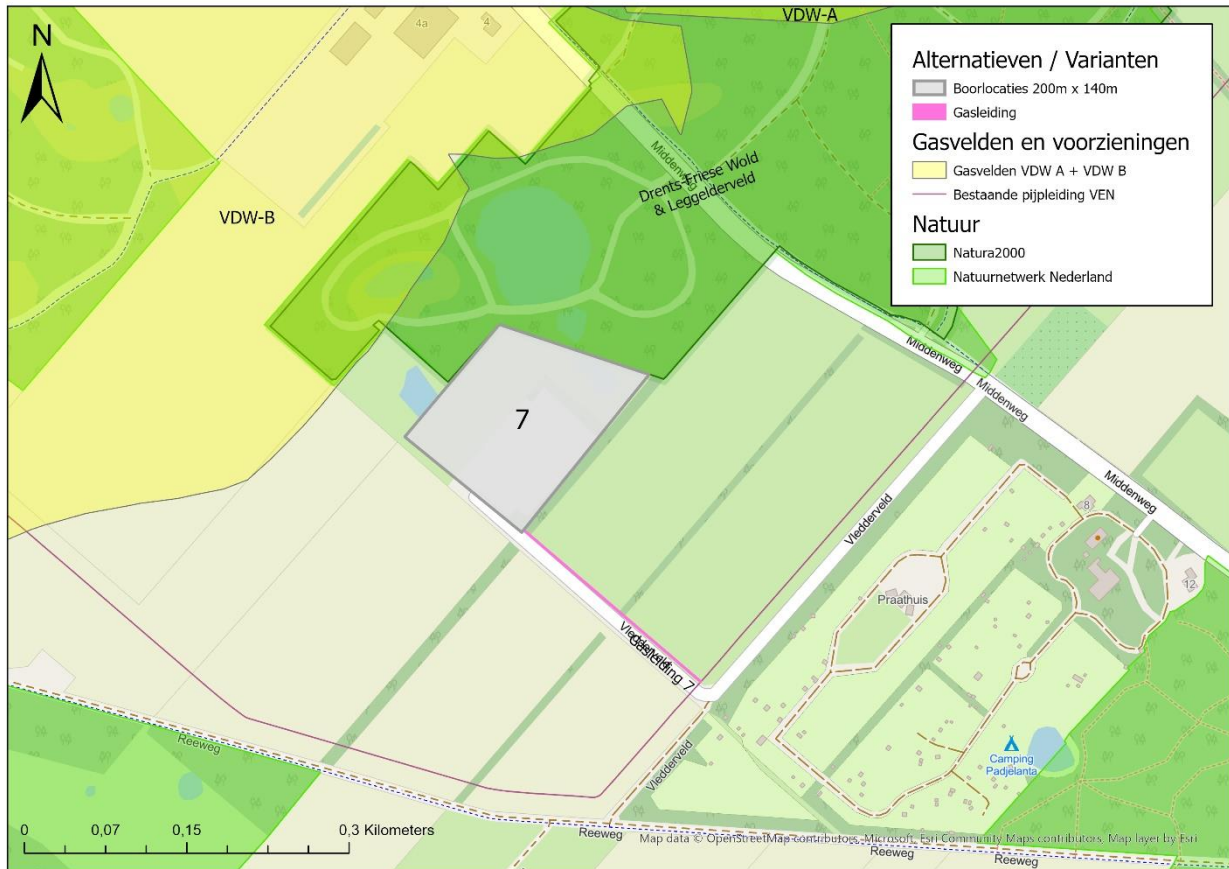 VDW-A
4a
4
N
Alternatieven / Varianten
Boorlocaties 200m x 140m
Gasleiding
Gasvelden en voorzieningen
Gasvelden VDW A + VDW B
Bestaande pijpleiding VEN
Natuur
Natura2000
Natuurnetwerk Nederland
Middenweg
Drents-Friese Wold
& Leggelderveld
VDW-B
Middenweg
Middenweg
7
Middenweg
Vledderveld
8
12
Praathuis
Vledderveld
Gasleiding 7
Vledderveld
Camping
Padjelanta
Reeweg
0 0,07 0,15 0,3 Kilometers
Reeweg
Map data © OpenStreetMap contributors, Microsoft, Esri Community Maps contributors, Map layer by Esri
Reeweg
Reeweg